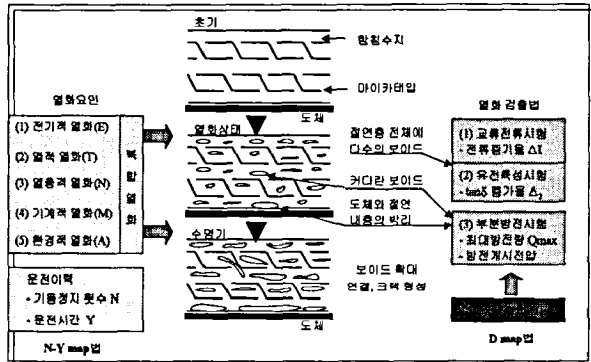 초기
함침수지
마이카테입
도체
열화요인
(1) 전기적 열화(E)
(2) 열적 열화(T)
(3) 열응력 열화(N)
(4) 기계적 열화(M)
(5) 환경적 열화(A)
복합열화
운전이력
- 기동정지 횟수 N
- 운전시간 Y
N-Y map법
열화상태
절연층 전체에
다수의 보이드
커다란 보이드
도체와 절연
내층의 박리
수명기
보이드 확대
연결, 크랙 형성
도체
열화 검출법
(1) 교류전류시험
- 전류증가율 ΔI
(2) 유전특성시험
- tanδ 증가율 Δ₂
(3) 부분방전시험
- 최대방전량 Qmax
- 방전개시전압
D map법